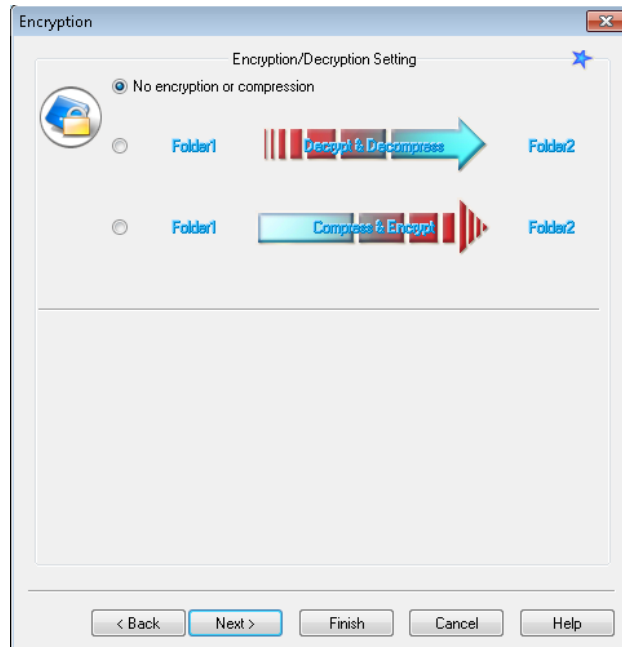 Encryption
Encryption/Decryption Setting
No encryption or compression
Folder1 Decrypt & Decompress Folder2
Folder1 Compress & Encrypt Folder2
< Back Next > Finish Cancel Help